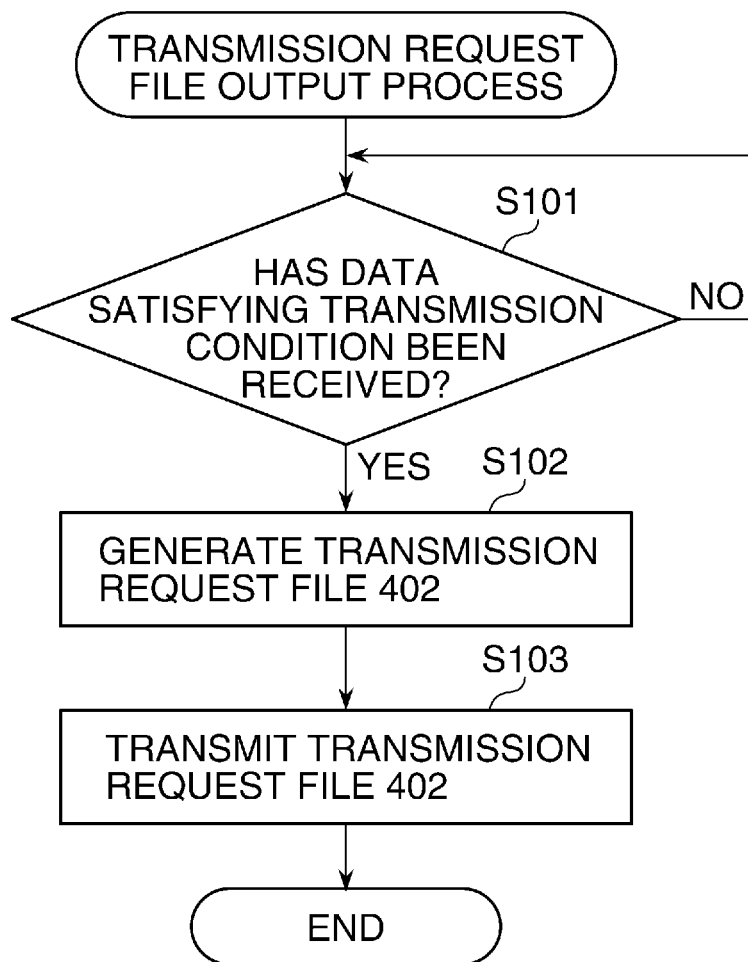 TRANSMISSION REQUEST
FILE OUTPUT PROCESS
S101
HAS DATA
SATISFYING TRANSMISSION
CONDITION BEEN
RECEIVED?
NO
YES
S102
GENERATE TRANSMISSION
REQUEST FILE 402
S103
TRANSMIT TRANSMISSION
REQUEST FILE 402
END